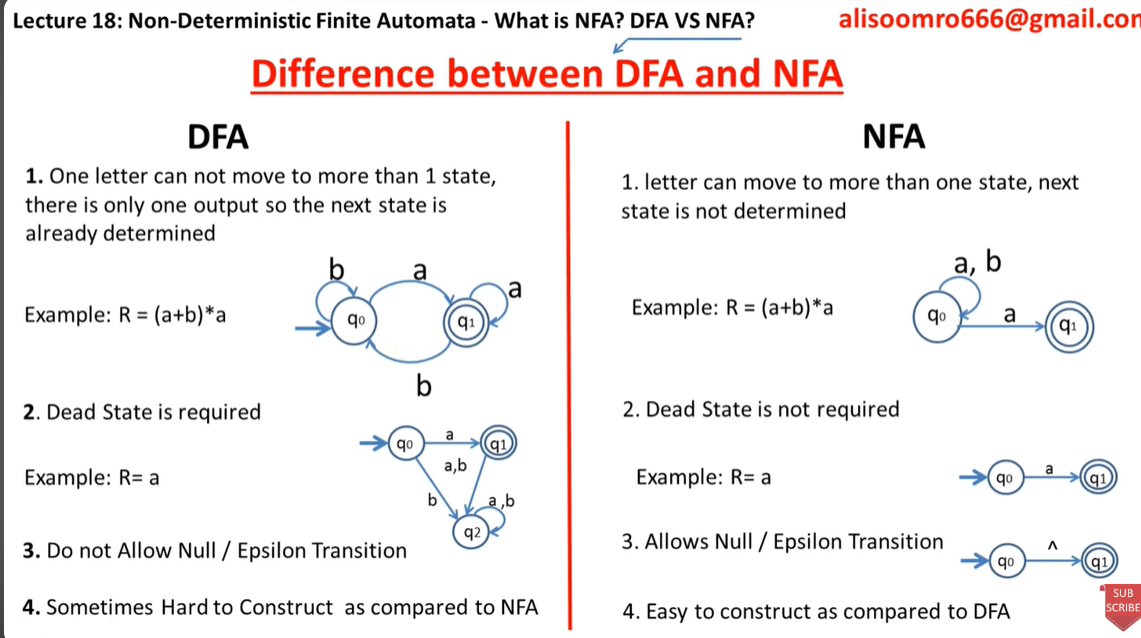 Lecture 18: Non-Deterministic Finite Automata - What is NFA? DFA VS NFA?
alisoomro666@gmail.con
Difference between DFA and NFA
DFA
1. One letter can not move to more than 1 state,
there is only one output so the next state is
already determined
b
a
a
Example: R = (a+b)*a
q0
q1
b
2. Dead State is required
q0
a
q1
a,b
Example: R= a
b
a ,b
q2
3. Do not Allow Null / Epsilon Transition
4. Sometimes Hard to Construct as compared to NFA
NFA
1. letter can move to more than one state, next
state is not determined
a, b
Example: R = (a+b)*a
q0
a
q1
2. Dead State is not required
Example: R= a
q0
a
q1
3. Allows Null / Epsilon Transition
q0
^
q1
4. Easy to construct as compared to DFA
SUB
SCRIBE